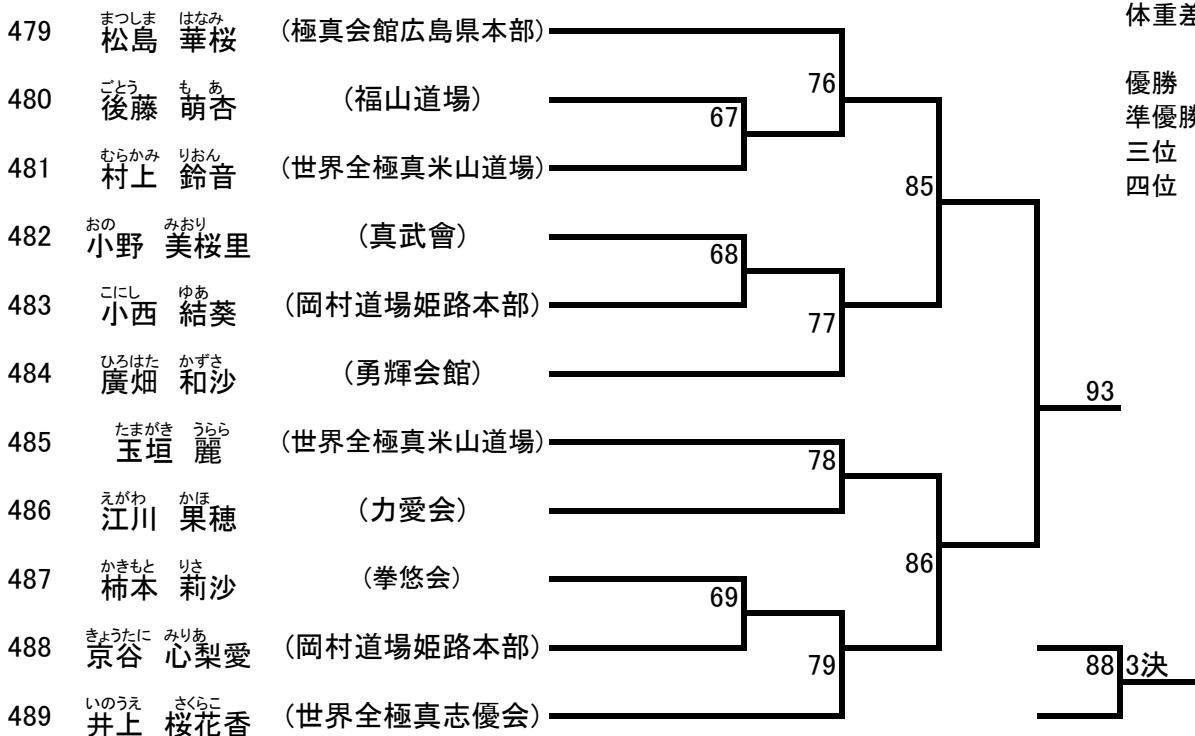 479 松島 華桜 (極真会館広島県本部)
まつしま はなみ
480 後藤 萌杏 (福山道場)
ごとう も あ
481 村上 鈴音 (世界全極真米山道場)
むらかみ りおん
482 小野 美桜里 (真武會)
おの みおり
483 小西 結葵 (岡村道場姫路本部)
こにし ゆあ
484 廣畑 和沙 (勇輝会館)
ひろはた かずさ
485 玉垣 麗 (世界全極真米山道場)
たまがき うらら
486 江川 果穂 (力愛会)
えがわ かほ
487 柿本 莉沙 (拳悠会)
かきもと りさ
488 京谷 心梨愛 (岡村道場姫路本部)
きょうたに みりあ
489 井上 桜花香 (世界全極真志優会)
いのうえ さくらこ
76
67
85
68
77
93
78
86
69
79
88 3決
体重差
優勝
準優勝
三位
四位